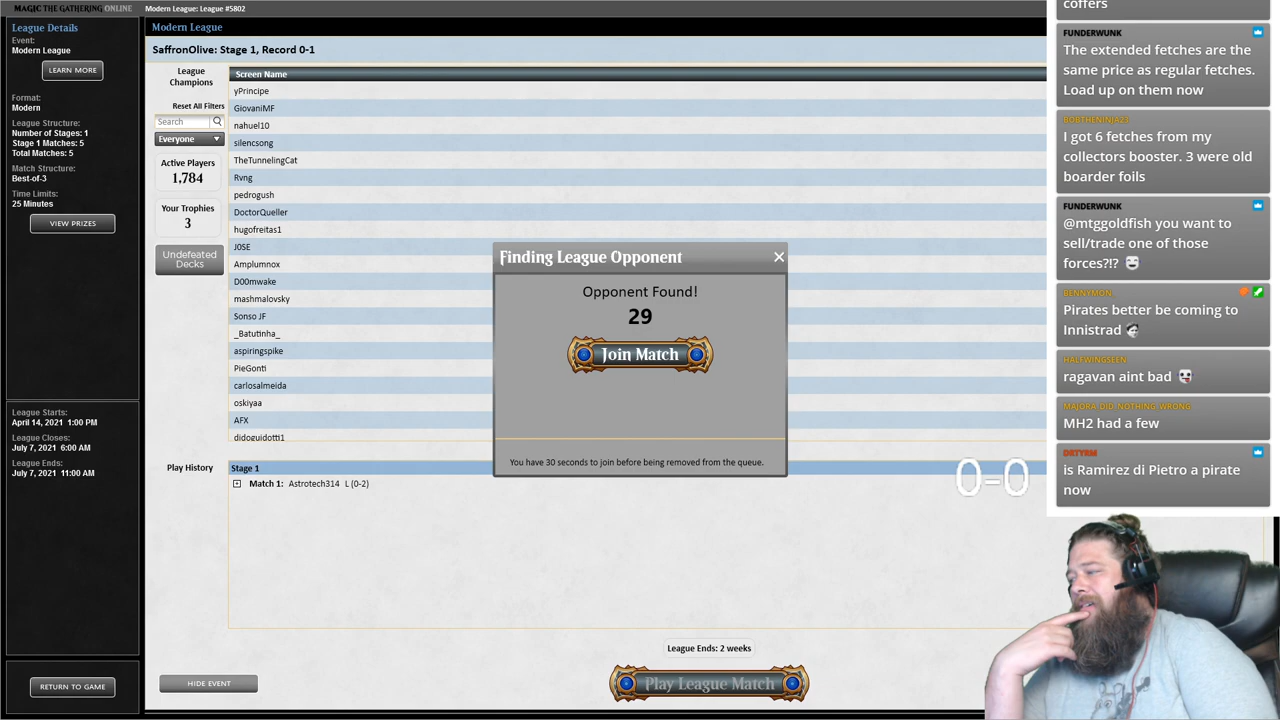 MAGIC THE GATHERING ONLINE
Modern League: League #5802
League Details
Event:
Modern League
LEARN MORE
Format:
Modern
League Structure:
Number of Stages: 1
Stage 1 Matches: 5
Total Matches: 5
Match Structure:
Best-of-3
Time Limits:
25 Minutes
VIEW PRIZES
League Starts:
April 14, 2021 1:00 PM
League Closes:
July 7, 2021 6:00 AM
League Ends:
July 7, 2021 11:00 AM
RETURN TO GAME
Modern League
SaffronOlive: Stage 1, Record 0-1
League
Champions
Reset All Filters
Search
Everyone
Active Players
1,784
Your Trophies
3
Undefeated
Decks
Screen Name
yPrincipe
GiovaniMF
nahuel10
silencsong
TheTunnelingCat
Rvng
pedrogush
DoctorQueller
hugofreitas1
J0SE
Amplumnox
D00mwake
mashmalovsky
Sonso JF
_Batutinha_
aspiringspike
PieGonti
carlosalmeida
oskiyaa
AFX
didoguidotti1
Play History
Stage 1
Match 1: Astrotech314 L (0-2)
Finding League Opponent
Opponent Found!
29
Join Match
You have 30 seconds to join before being removed from the queue.
0-0
League Ends: 2 weeks
HIDE EVENT
Play League Match
coffers
FUNDERWUNK
The extended fetches are the
same price as regular fetches.
Load up on them now
BOBTHENINJA23
I got 6 fetches from my
collectors booster. 3 were old
boarder foils
FUNDERWUNK
@mtggoldfish you want to
sell/trade one of those
forces?!?
BENNYMON
Pirates better be coming to
Innistrad
HALFWINGSEEN
ragavan aint bad
MAJORA_DID_NOTHING_WRONG
MH2 had a few
DRTYRM
is Ramirez di Pietro a pirate
now